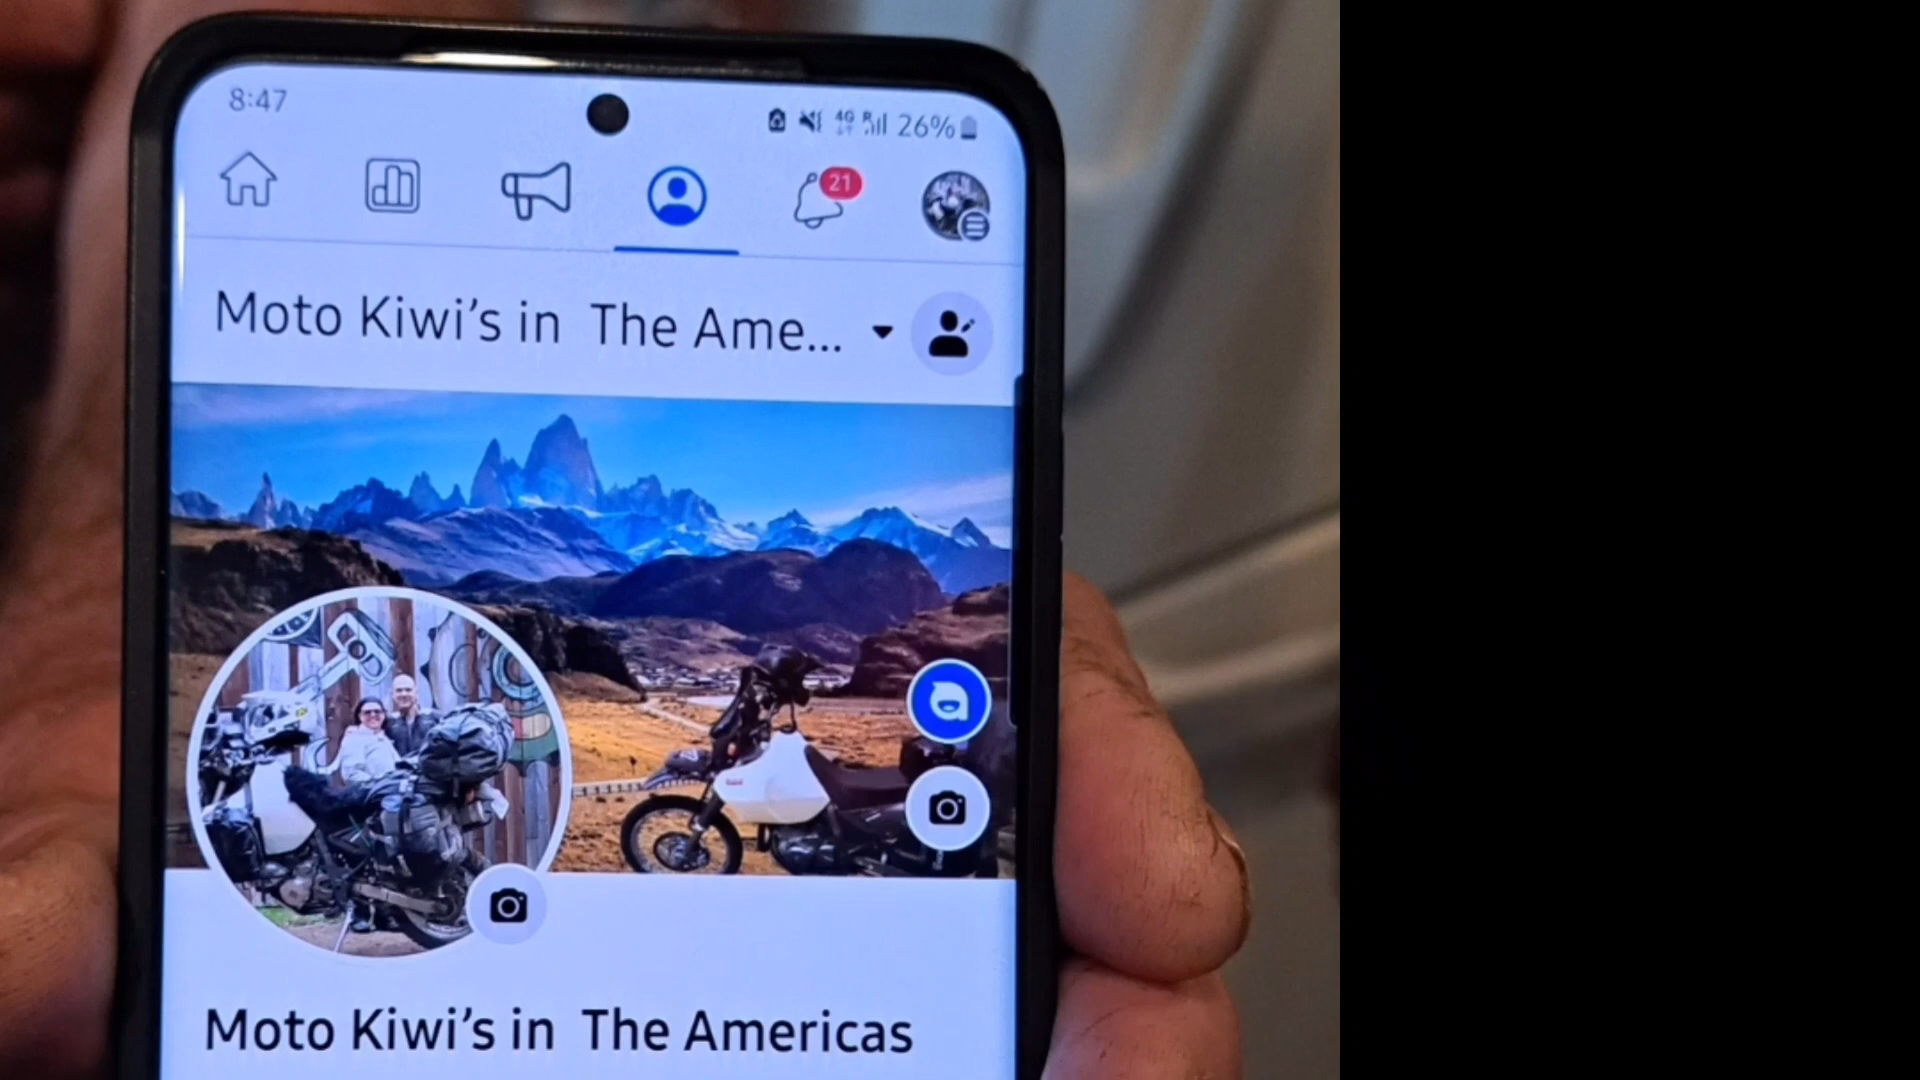 8:47 4G R 26%
21
Moto Kiwi's in The Ame...
Moto Kiwi's in The Americas